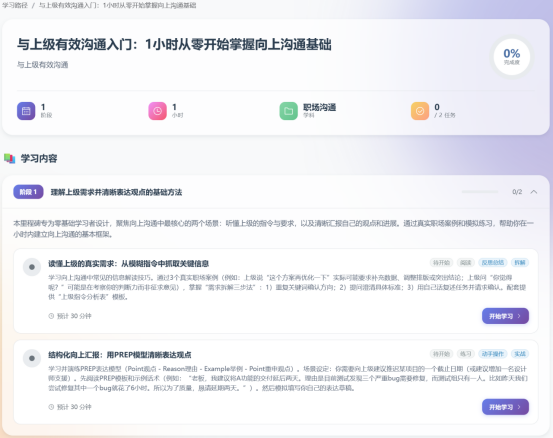 学习路径 / 与上级有效沟通入门：1小时从零开始掌握向上沟通基础
与上级有效沟通入门：1小时从零开始掌握向上沟通基础
与上级有效沟通
0%
完成度
1
阶段
1
小时
职场沟通
学科
0
/ 2 任务
学习内容
阶段 1 理解上级需求并清晰表达观点的基础方法 0/2
本里程碑专为零基础学习者设计，聚焦向上沟通中最核心的两个场景：听懂上级的指令与要求，以及清晰汇报自己的观点和进展。通过真实职场案例和模拟练习，帮助你在一
小时内建立向上沟通的基本框架。
读懂上级的真实需求：从模糊指令中抓取关键信息 待开始 阅读 反思总结 拆解
学习向上沟通中常见的信息解读技巧。通过3个真实职场案例（例如：上级说“这个方案再优化一下”实际可能要求补充数据、调整排版或突出结论；上级问“你觉得
呢？”可能是在考察你的判断力而非征求意见），掌握“需求拆解三步法”：1）重复关键词确认方向；2）提问澄清具体标准；3）用自己话复述任务并请求确认。配套提
供“上级指令分析表”模板。
预计 30 分钟 开始学习
结构化向上汇报：用PREP模型清晰表达观点 待开始 练习 动手操作 实战
学习并演练PREP表达模型（Point观点 - Reason理由 - Example举例 - Point重申观点）。场景设定：你需要向上级建议推迟某项目的一个截止日期（或建议增加一名设计
师支援）。先阅读PREP模板和示例话术（例如：“老板，我建议将A功能的交付延后两天。理由是目前测试发现三个严重bug需要修复，而测试组只有一人。比如昨天我们
尝试修复其中一个bug就花了6小时。所以为了质量，恳请延期两天。”），然后模拟填写你自己的表达草稿。
预计 30 分钟 开始学习